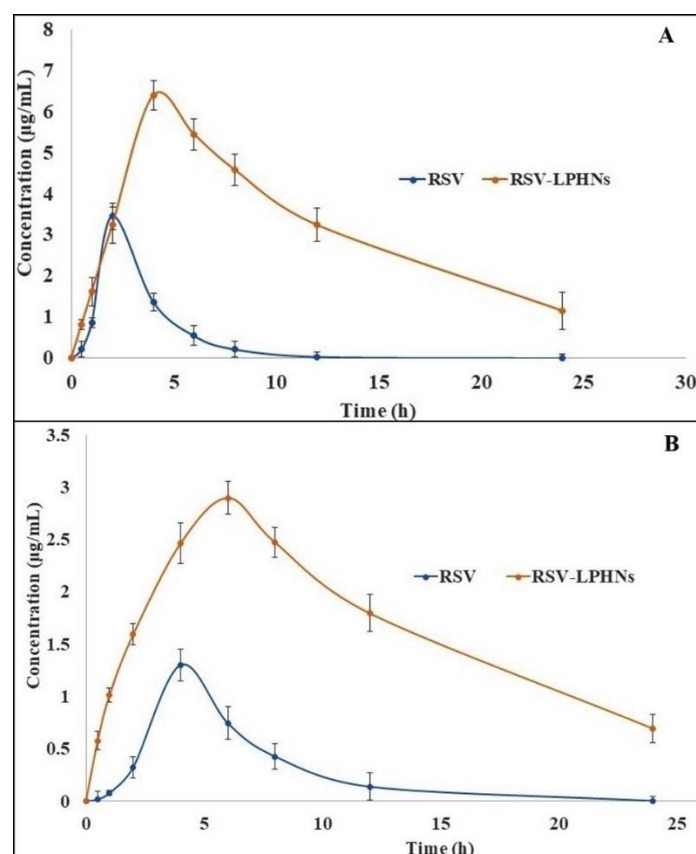 A
8
7
6
5
4
3
2
1
0
Concentration (µg/mL)
RSV RSV-LPHNs
0 5 10 15 20 25 30
Time (h)
B
3.5
3
2.5
2
1.5
1
0.5
0
Concentration (µg/mL)
RSV RSV-LPHNs
0 5 10 15 20 25
Time (h)